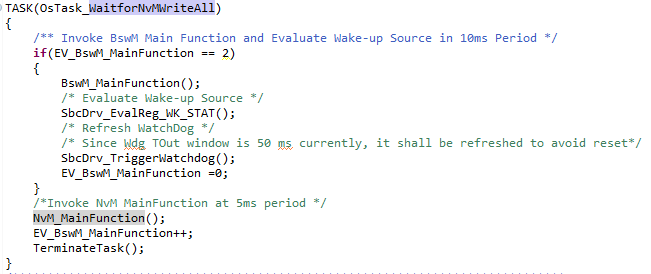 TASK(OsTask_WaitforNvMWriteAll)
{
/** Invoke BswM Main Function and Evaluate Wake-up Source in 10ms Period */
if(EV_BswM_MainFunction == 2)
{
BswM_MainFunction();
/* Evaluate Wake-up Source */
SbcDrv_EvalReg_WK_STAT();
/* Refresh WatchDog */
/* Since Wdg TOut window is 50 ms currently, it shall be refreshed to avoid reset*/
SbcDrv_TriggerWatchdog();
EV_BswM_MainFunction =0;
}
/*Invoke NvM MainFunction at 5ms period */
NvM_MainFunction();
EV_BswM_MainFunction++;
TerminateTask();
}